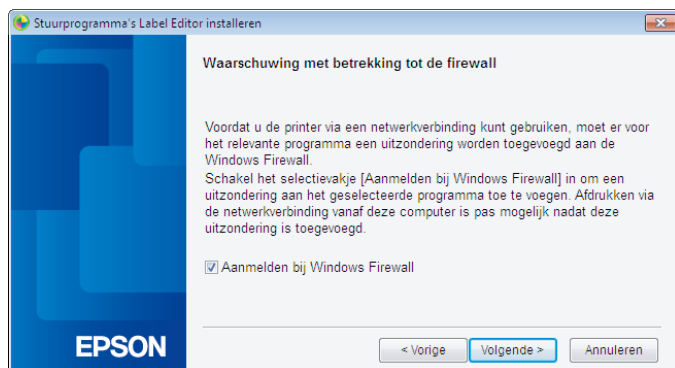 Stuurprogramma's Label Editor installeren
Waarschuwing met betrekking tot de firewall
Voordat u de printer via een netwerkverbinding kunt gebruiken, moet er voor
het relevante programma een uitzondering worden toegevoegd aan de
Windows Firewall.
Schakel het selectievakje [Aanmelden bij Windows Firewall] in om een
uitzondering aan het geselecteerde programma toe te voegen. Afdrukken via
de netwerkverbinding vanaf deze computer is pas mogelijk nadat deze
uitzondering is toegevoegd.
Aanmelden bij Windows Firewall
EPSON
< Vorige Volgende > Annuleren